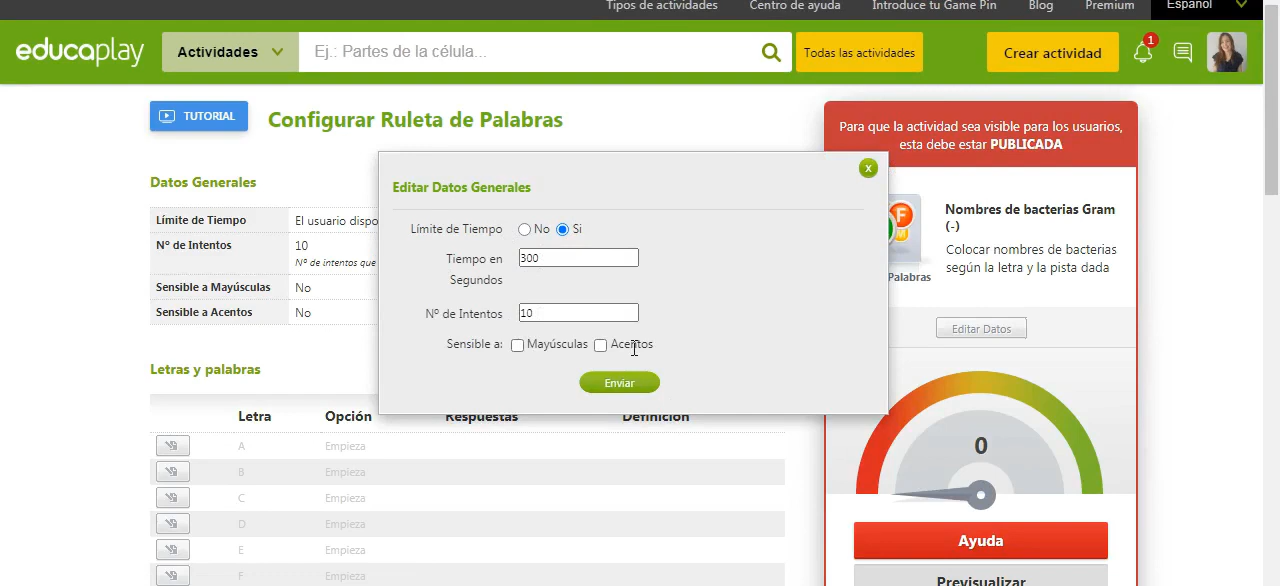 Tipos de actividades Centro de ayuda Introduce tu Game Pin Blog Premium Español
educaplay Actividades Ej.: Partes de la célula... Todas las actividades Crear actividad 1
TUTORIAL Configurar Ruleta de Palabras
Datos Generales
Límite de Tiempo El usuario dispo
Nº de Intentos 10
Nº de intentos que
Sensible a Mayúsculas No
Sensible a Acentos No
Letras y palabras
Letra Opción Respuestas Definición
A Empieza
B Empieza
C Empieza
D Empieza
E Empieza
F Empieza
x
Editar Datos Generales
Límite de Tiempo No Si
Tiempo en
Segundos
300
Nº de Intentos 10
Sensible a: Mayúsculas Acentos
Enviar
Para que la actividad sea visible para los usuarios,
esta debe estar PUBLICADA
F
M
Palabras
Nombres de bacterias Gram
(-)
Colocar nombres de bacterias
según la letra y la pista dada
Editar Datos
0
Ayuda
Previsualizar